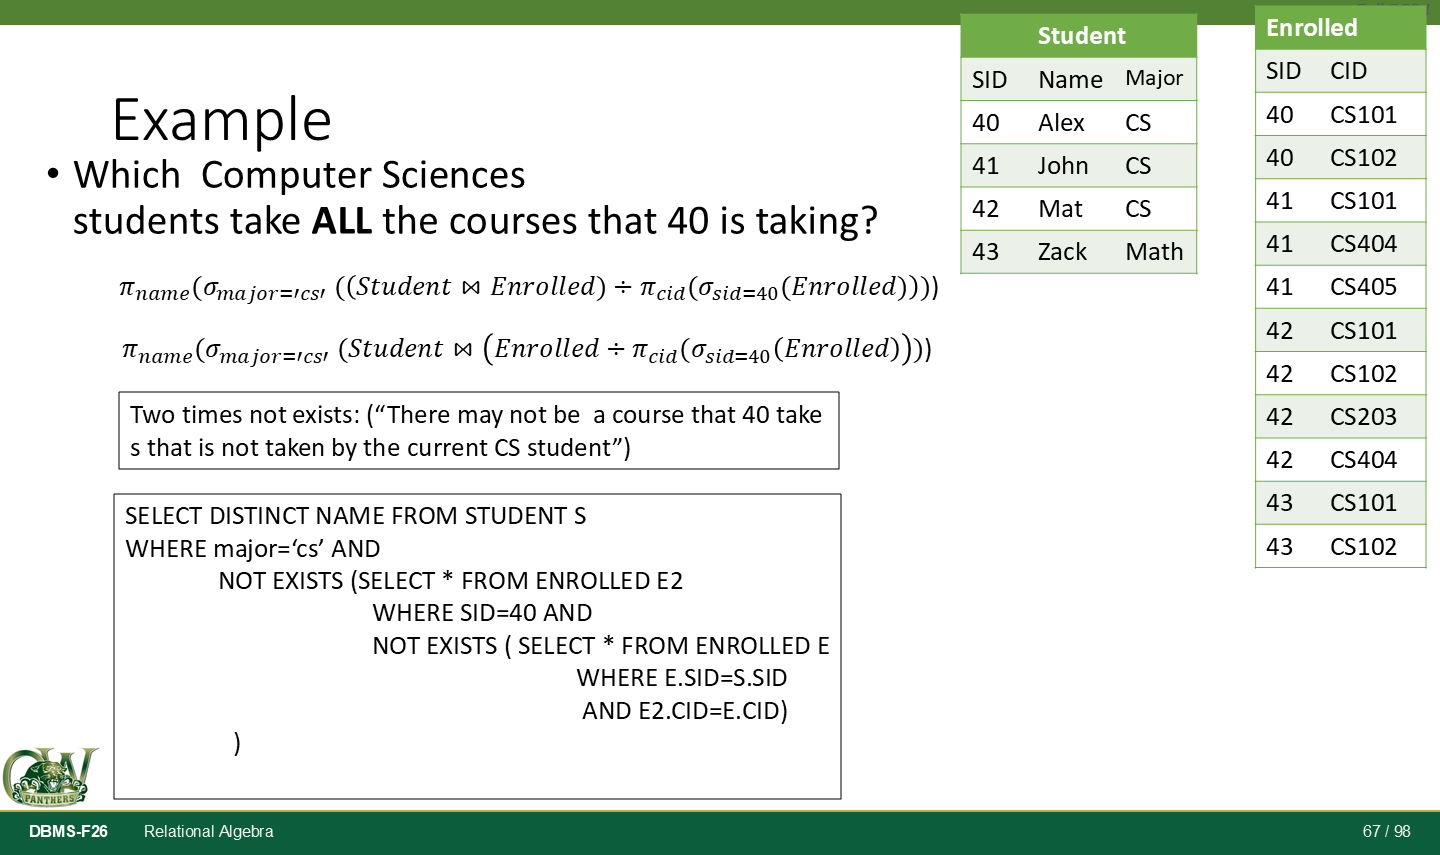 Example
• Which  Computer Sciences
students take ALL the courses that 40 is taking?
π_name(σ_major=′cs′ ((Student ⋈ Enrolled) ÷ π_cid(σ_sid=40(Enrolled))))
π_name(σ_major=′cs′ (Student ⋈ (Enrolled ÷ π_cid(σ_sid=40(Enrolled))))
Two times not exists: (“There may not be  a course that 40 take
s that is not taken by the current CS student”)
SELECT DISTINCT NAME FROM STUDENT S
WHERE major=‘cs’ AND
NOT EXISTS (SELECT * FROM ENROLLED E2
WHERE SID=40 AND
NOT EXISTS ( SELECT * FROM ENROLLED E
WHERE E.SID=S.SID
AND E2.CID=E.CID)
)
Student
SID Name Major
40 Alex CS
41 John CS
42 Mat CS
43 Zack Math
Enrolled
SID CID
40 CS101
40 CS102
41 CS101
41 CS404
41 CS405
42 CS101
42 CS102
42 CS203
42 CS404
43 CS101
43 CS102
OW
PANTHERS
DBMS-F26 Relational Algebra 67 / 98